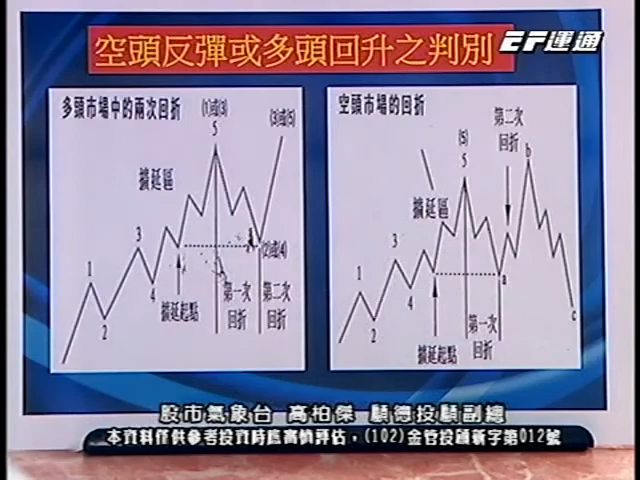 空頭反彈或多頭回升之判別
EF運通
多頭市場中的兩次回折
(1)或(3)
(3)或(5)
5
擴延區
3
1
2
4
(2)或(4)
擴延起點
第一次
回折
第二次
回折
空頭市場的回折
第二次
回折
(5)
5
b
擴延區
3
1
2
4
a
c
擴延起點
第一次
回折
股市氣象台 高柏傑 顧德投顧副總
本資料僅供參考投資時應審慎評估，(102)金管投顧新字第012號